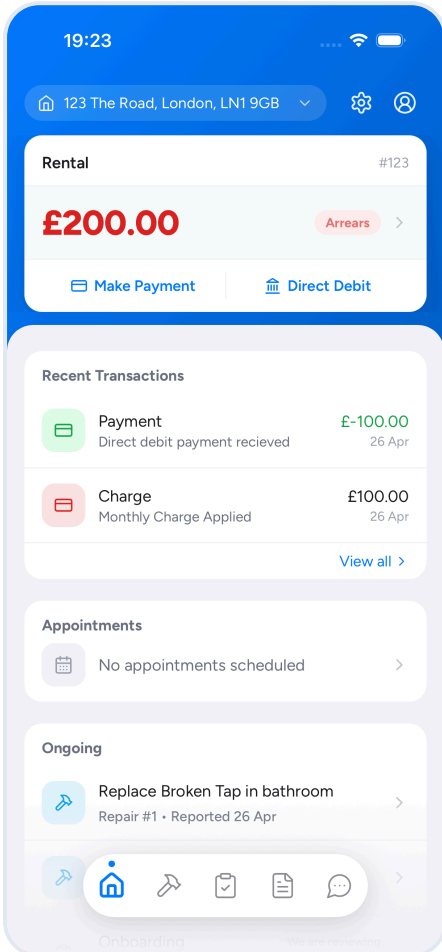 19:23
123 The Road, London, LN1 9GB
Rental
#123
£200.00
Arrears
Make Payment
Direct Debit
Recent Transactions
Payment
£-100.00
Direct debit payment recieved
26 Apr
Charge
£100.00
Monthly Charge Applied
26 Apr
View all
Appointments
No appointments scheduled
Ongoing
Replace Broken Tap in bathroom
Repair #1 • Reported 26 Apr
Onboarding